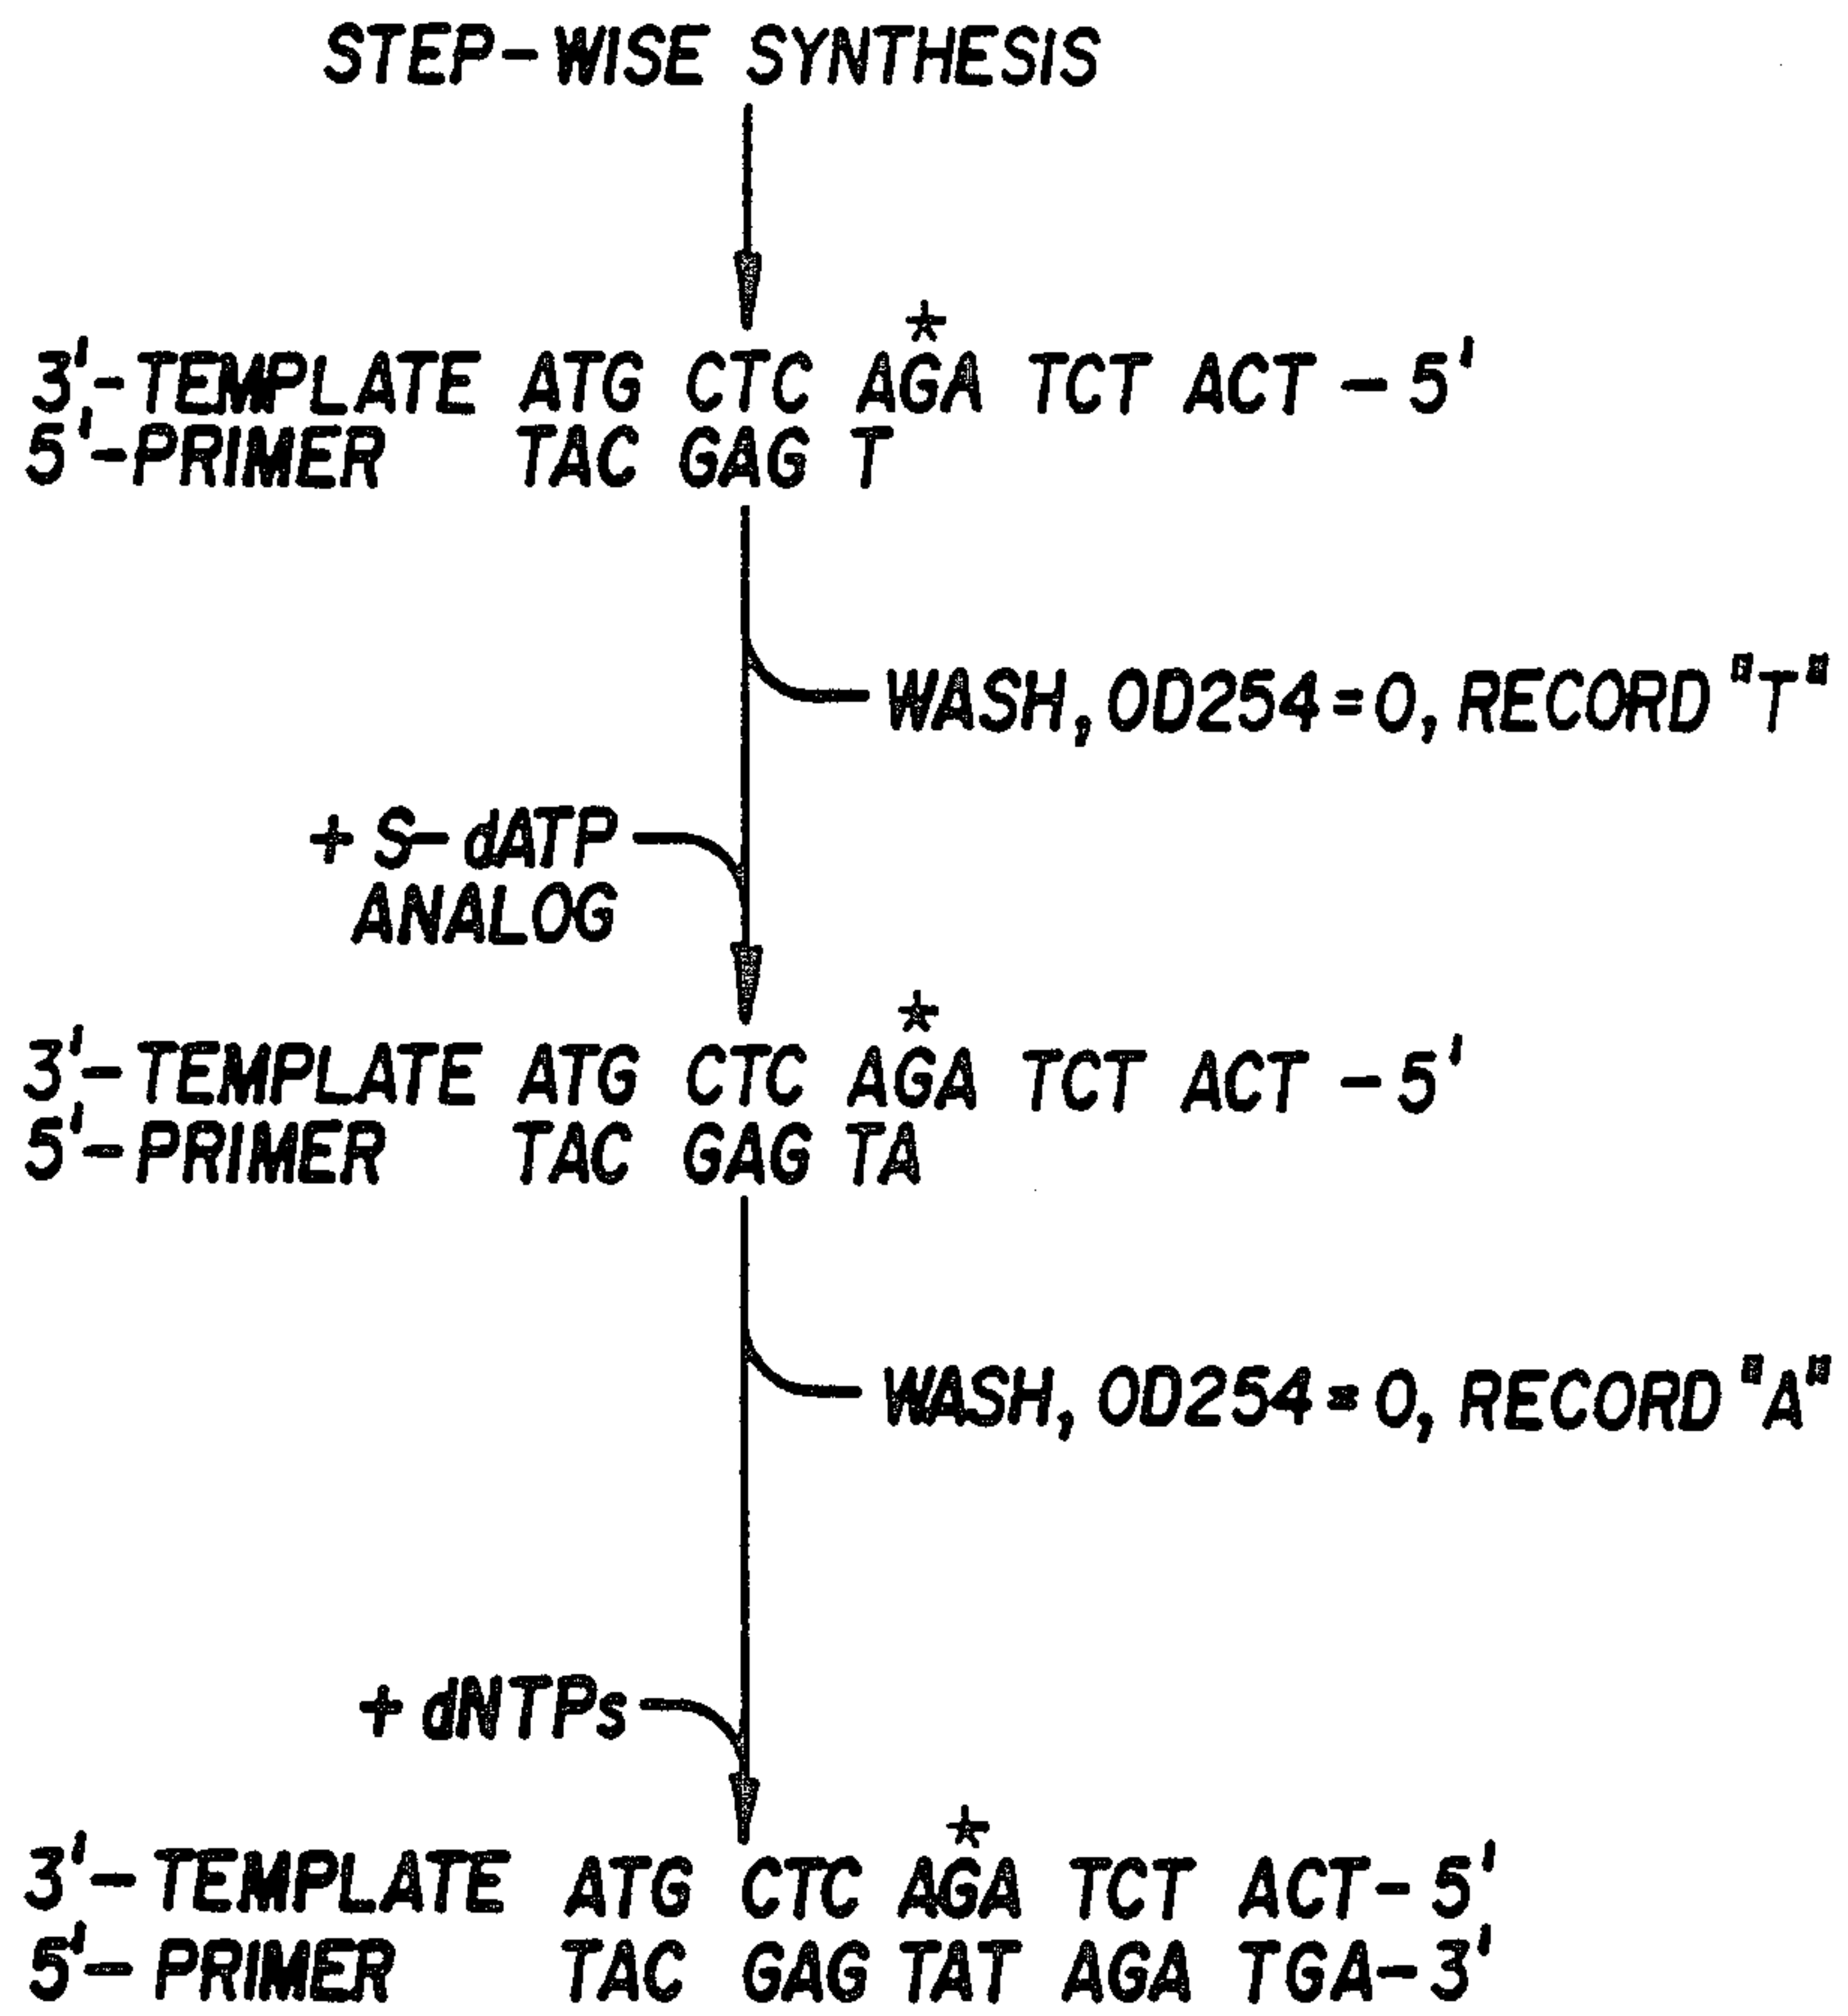 STEP-WISE SYNTHESIS
*
3'-TEMPLATE ATG CTC AGA TCT ACT-5'
5'-PRIMER TAC GAG T
WASH, OD254=0, RECORD "T"
+ S-dATP
ANALOG
*
3'-TEMPLATE ATG CTC AGA TCT ACT-5'
5'-PRIMER TAC GAG TA
WASH, OD254=0, RECORD "A"
+ dNTPs
*
3'-TEMPLATE ATG CTC AGA TCT ACT-5'
5'-PRIMER TAC GAG TAT AGA TGA-3'